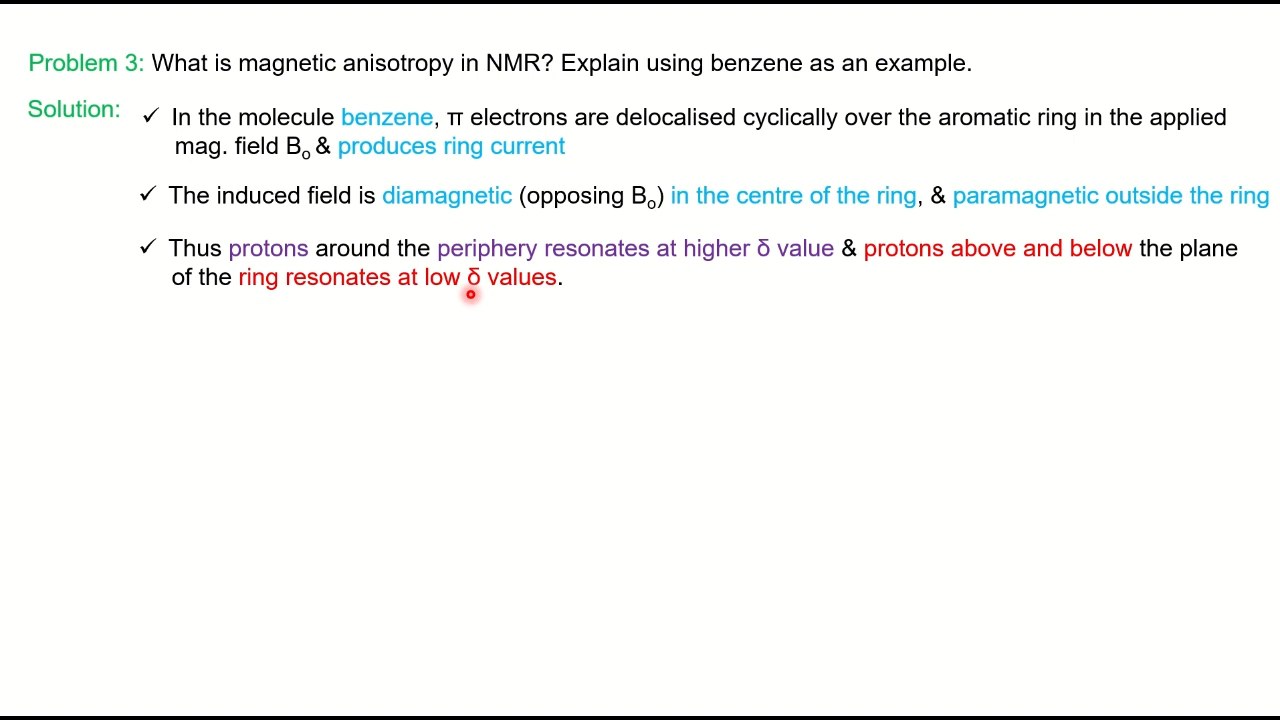 Problem 3: What is magnetic anisotropy in NMR? Explain using benzene as an example.
Solution: ✓ In the molecule benzene, π electrons are delocalised cyclically over the aromatic ring in the applied
mag. field Bo & produces ring current
✓ The induced field is diamagnetic (opposing Bo) in the centre of the ring, & paramagnetic outside the ring
✓ Thus protons around the periphery resonates at higher δ value & protons above and below the plane
of the ring resonates at low δ values.